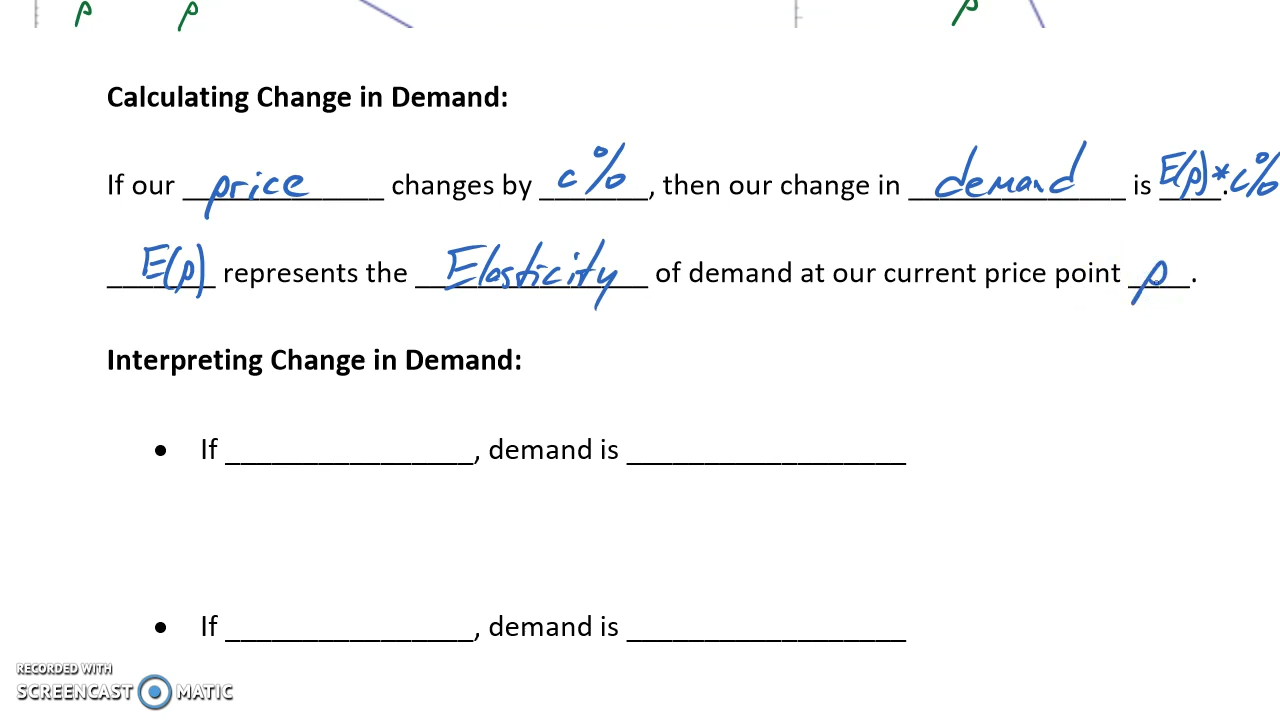 p p p
Calculating Change in Demand:
If our price changes by c%, then our change in demand is E(p)*c%.
E(p) represents the Elasticity of demand at our current price point p.
Interpreting Change in Demand:
• If ________________, demand is __________________
• If ________________, demand is __________________
RECORDED WITH
SCREENCAST MATIC